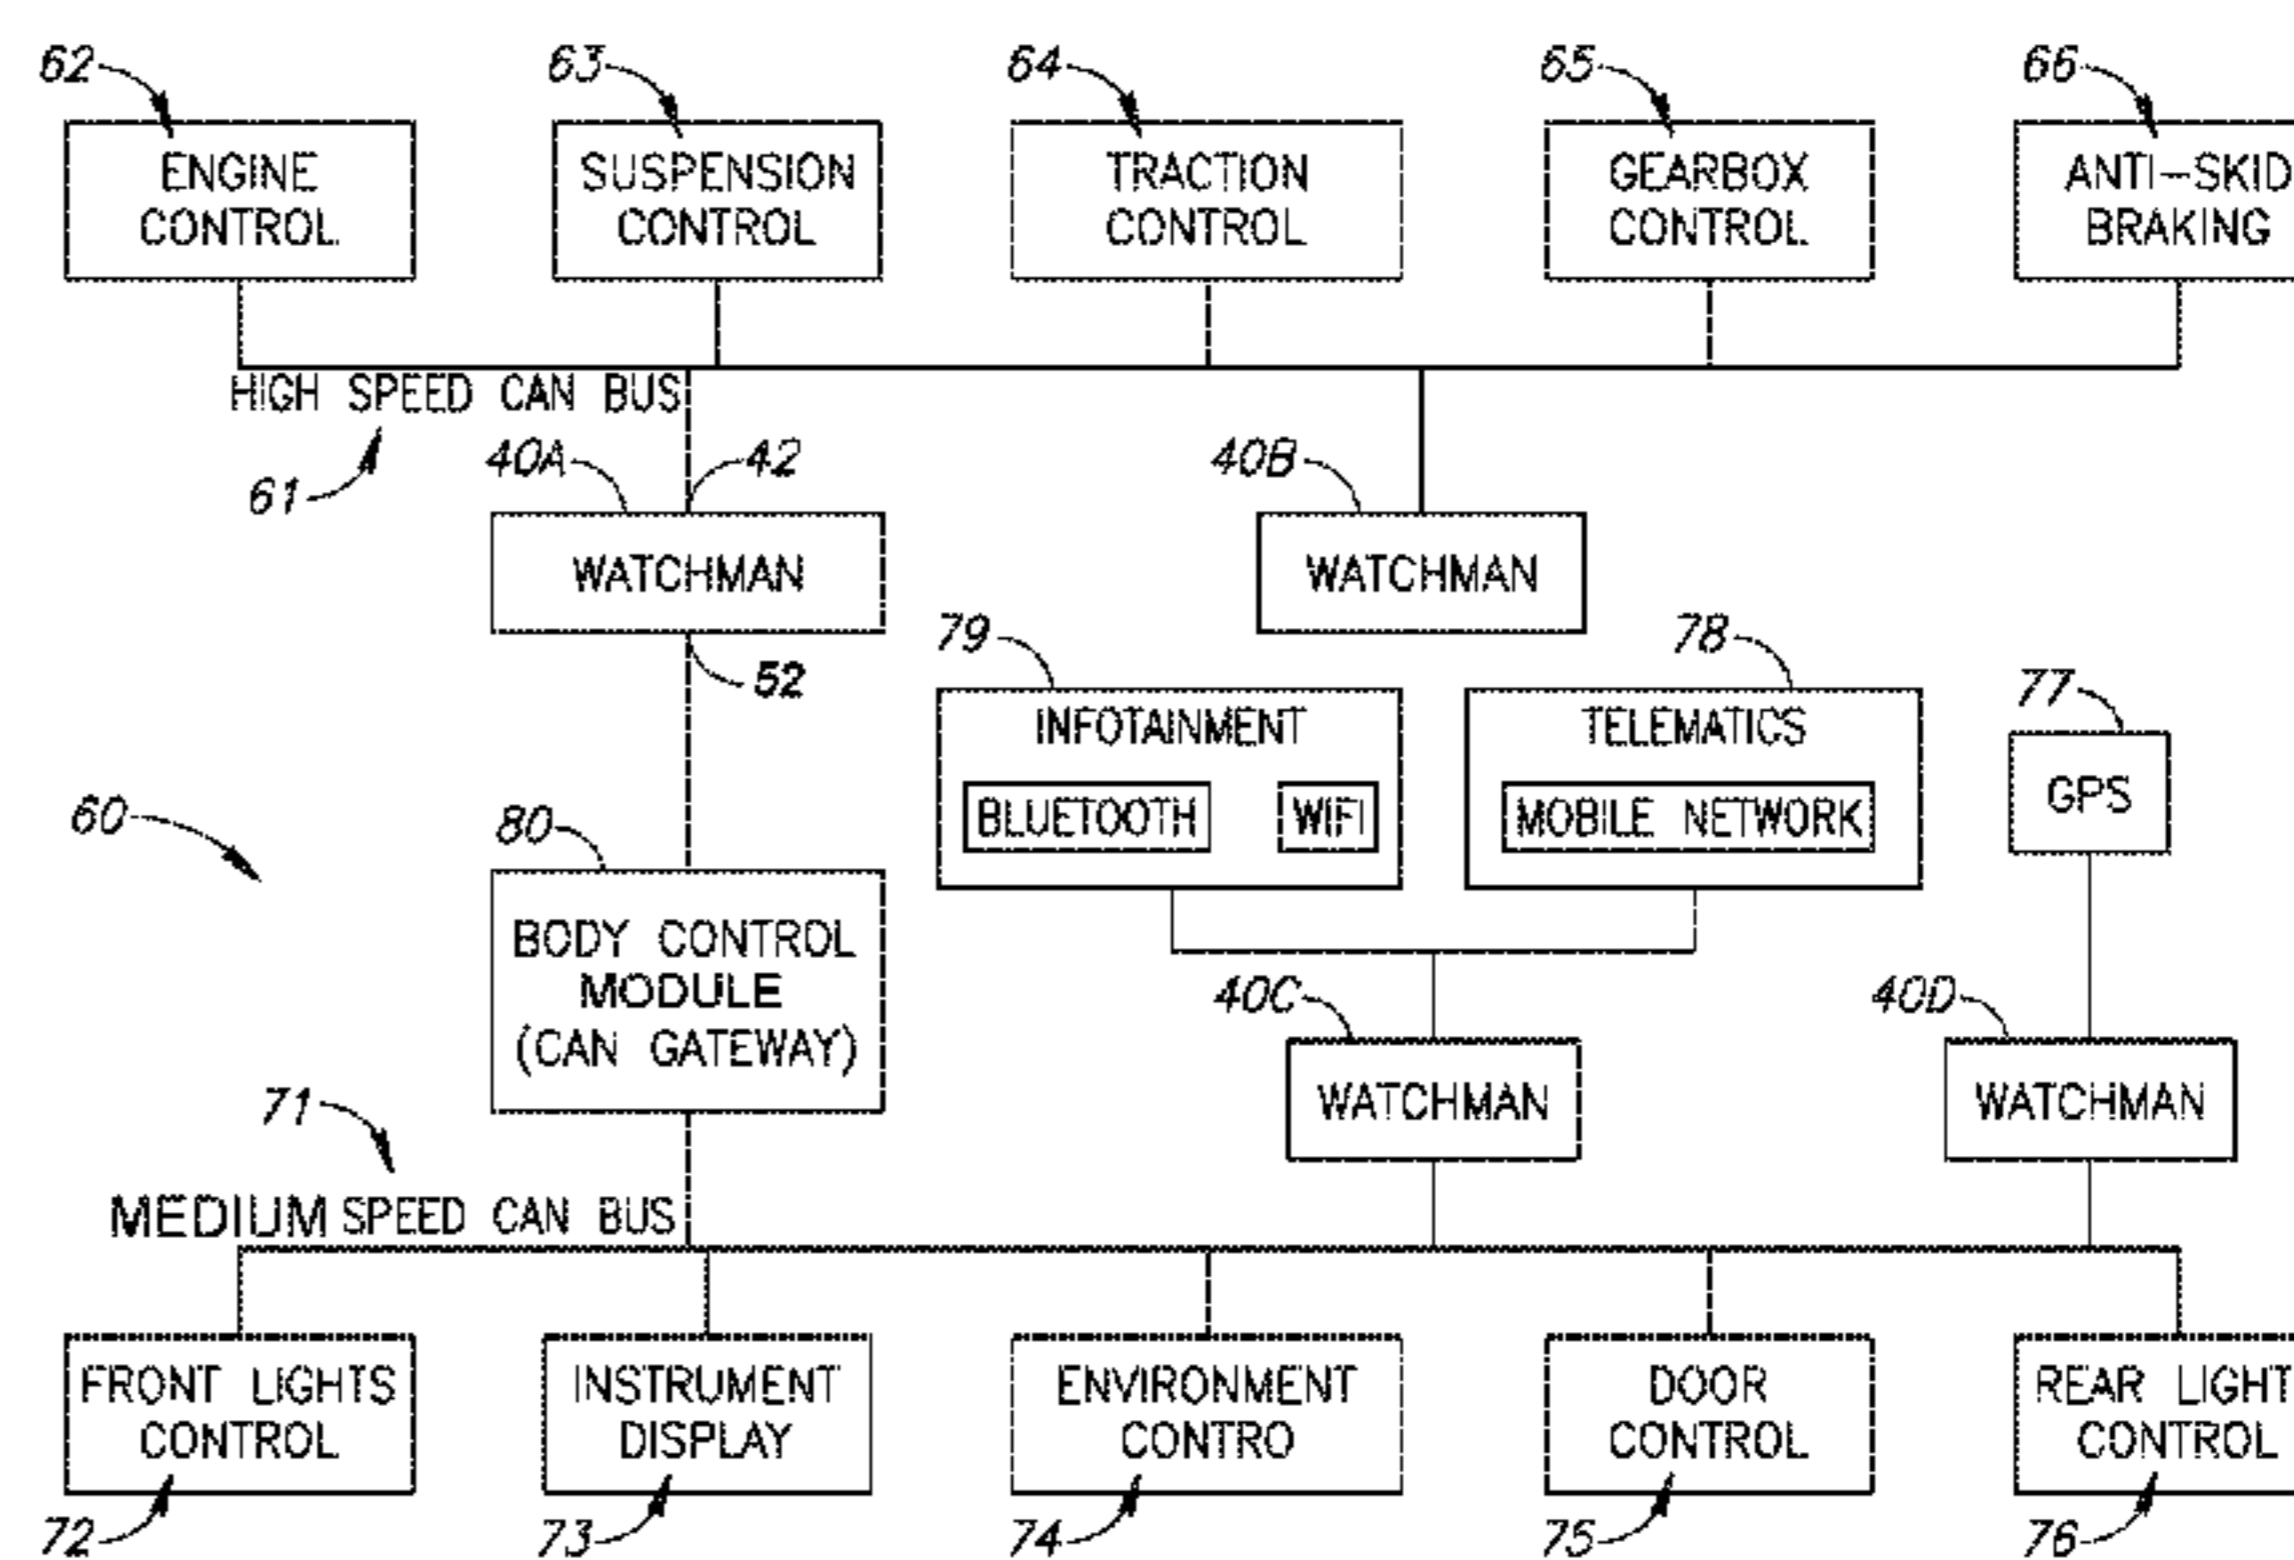 62
63
64
65
66
ENGINE
CONTROL
SUSPENSION
CONTROL
TRACTION
CONTROL
GEARBOX
CONTROL
ANTI-SKID
BRAKING
HIGH SPEED CAN BUS
61
40A
42
40B
WATCHMAN
WATCHMAN
52
79
78
77
INFOTAINMENT
BLUETOOTH
WIFI
TELEMATICS
MOBILE NETWORK
GPS
60
80
BODY CONTROL
MODULE
(CAN GATEWAY)
40C
40D
WATCHMAN
WATCHMAN
71
MEDIUM SPEED CAN BUS
FRONT LIGHTS
CONTROL
INSTRUMENT
DISPLAY
ENVIRONMENT
CONTRO
DOOR
CONTROL
REAR LIGHT
CONTROL
72
73
74
75
76